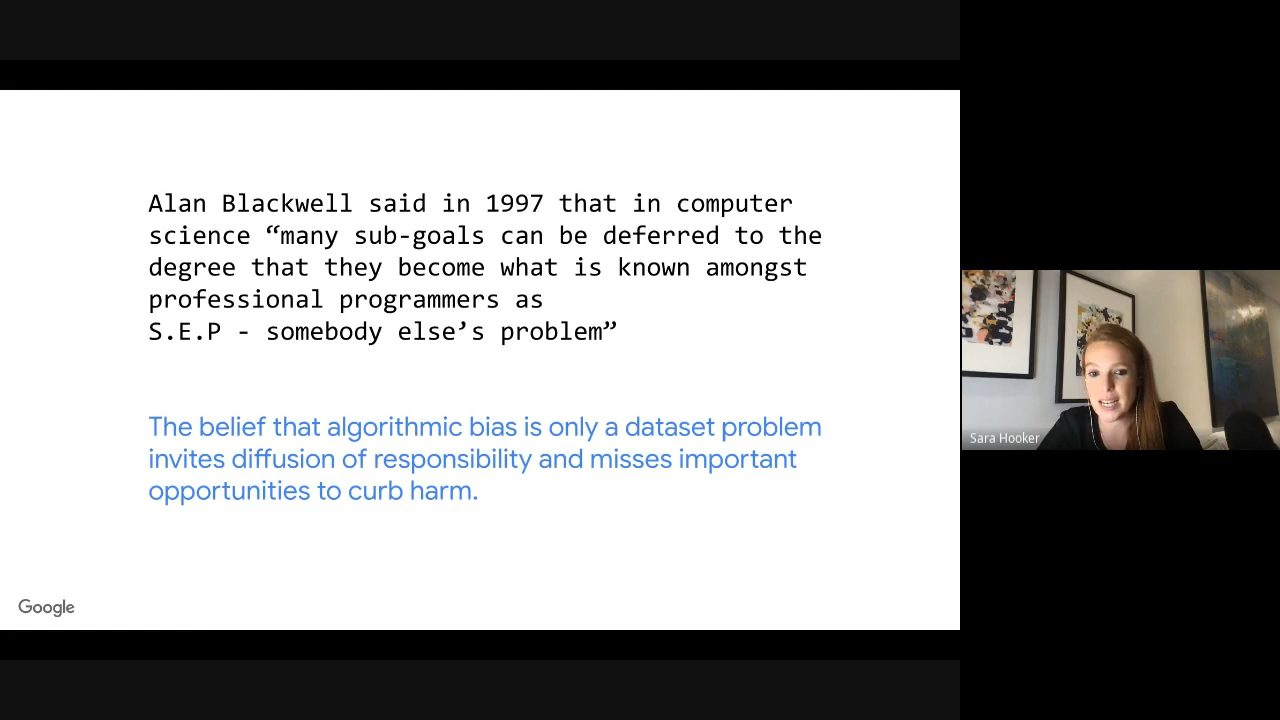 Alan Blackwell said in 1997 that in computer
science “many sub-goals can be deferred to the
degree that they become what is known amongst
professional programmers as
S.E.P - somebody else’s problem”
The belief that algorithmic bias is only a dataset problem
invites diffusion of responsibility and misses important
opportunities to curb harm.
Google
Sara Hooker